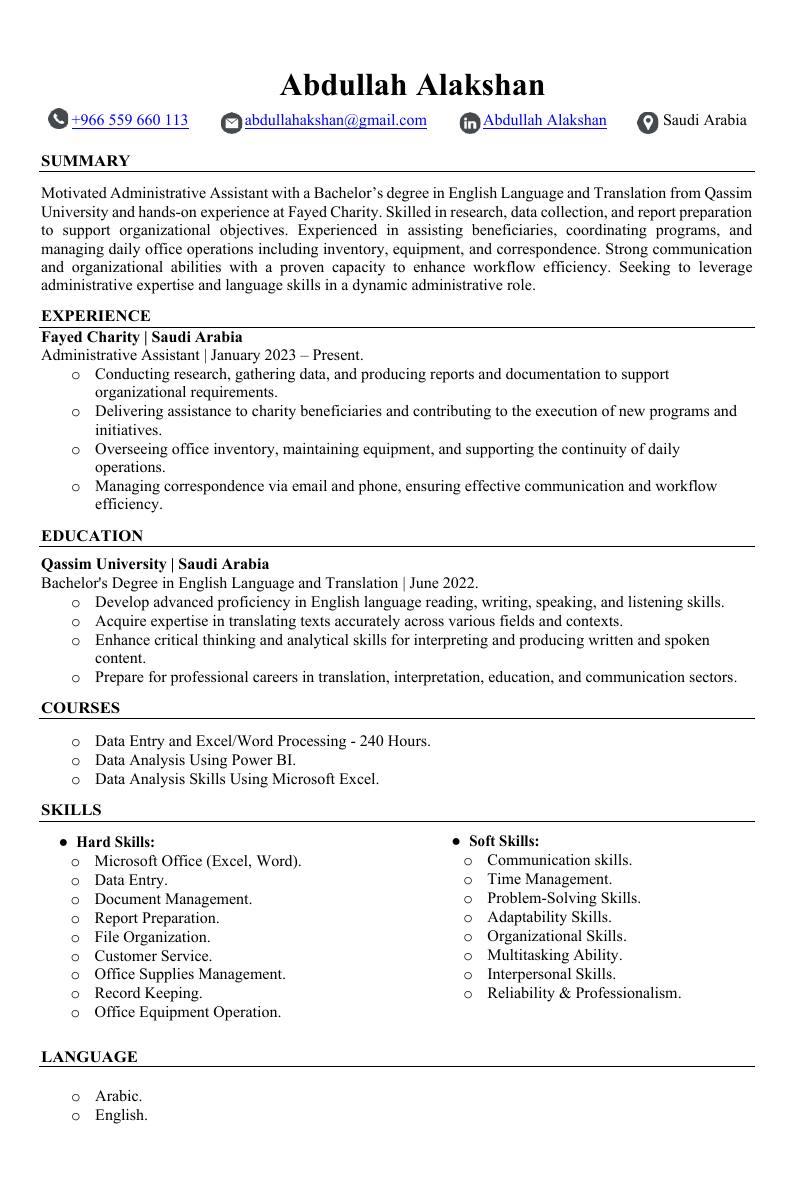 Abdullah Alakshan
+966 559 660 113 abdullahakshan@gmail.com Abdullah Alakshan Saudi Arabia
SUMMARY
Motivated Administrative Assistant with a Bachelor’s degree in English Language and Translation from Qassim
University and hands-on experience at Fayed Charity. Skilled in research, data collection, and report preparation
to support organizational objectives. Experienced in assisting beneficiaries, coordinating programs, and
managing daily office operations including inventory, equipment, and correspondence. Strong communication
and organizational abilities with a proven capacity to enhance workflow efficiency. Seeking to leverage
administrative expertise and language skills in a dynamic administrative role.
EXPERIENCE
Fayed Charity | Saudi Arabia
Administrative Assistant | January 2023 – Present.
o Conducting research, gathering data, and producing reports and documentation to support
organizational requirements.
o Delivering assistance to charity beneficiaries and contributing to the execution of new programs and
initiatives.
o Overseeing office inventory, maintaining equipment, and supporting the continuity of daily
operations.
o Managing correspondence via email and phone, ensuring effective communication and workflow
efficiency.
EDUCATION
Qassim University | Saudi Arabia
Bachelor's Degree in English Language and Translation | June 2022.
o Develop advanced proficiency in English language reading, writing, speaking, and listening skills.
o Acquire expertise in translating texts accurately across various fields and contexts.
o Enhance critical thinking and analytical skills for interpreting and producing written and spoken
content.
o Prepare for professional careers in translation, interpretation, education, and communication sectors.
COURSES
o Data Entry and Excel/Word Processing - 240 Hours.
o Data Analysis Using Power BI.
o Data Analysis Skills Using Microsoft Excel.
SKILLS
● Hard Skills:
o Microsoft Office (Excel, Word).
o Data Entry.
o Document Management.
o Report Preparation.
o File Organization.
o Customer Service.
o Office Supplies Management.
o Record Keeping.
o Office Equipment Operation.
● Soft Skills:
o Communication skills.
o Time Management.
o Problem-Solving Skills.
o Adaptability Skills.
o Organizational Skills.
o Multitasking Ability.
o Interpersonal Skills.
o Reliability & Professionalism.
LANGUAGE
o Arabic.
o English.